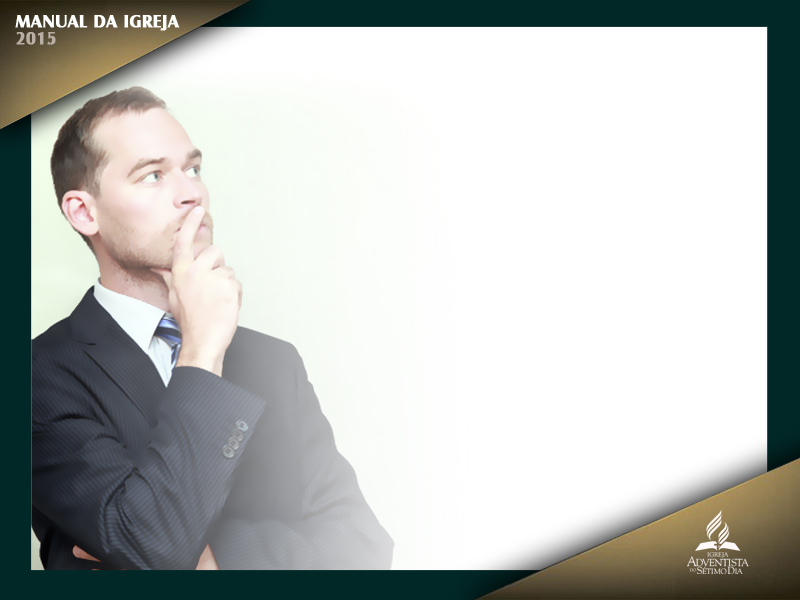 MANUAL DA IGREJA
2015
IGREJA
ADVENTISTA
DO SÉTIMO DIA